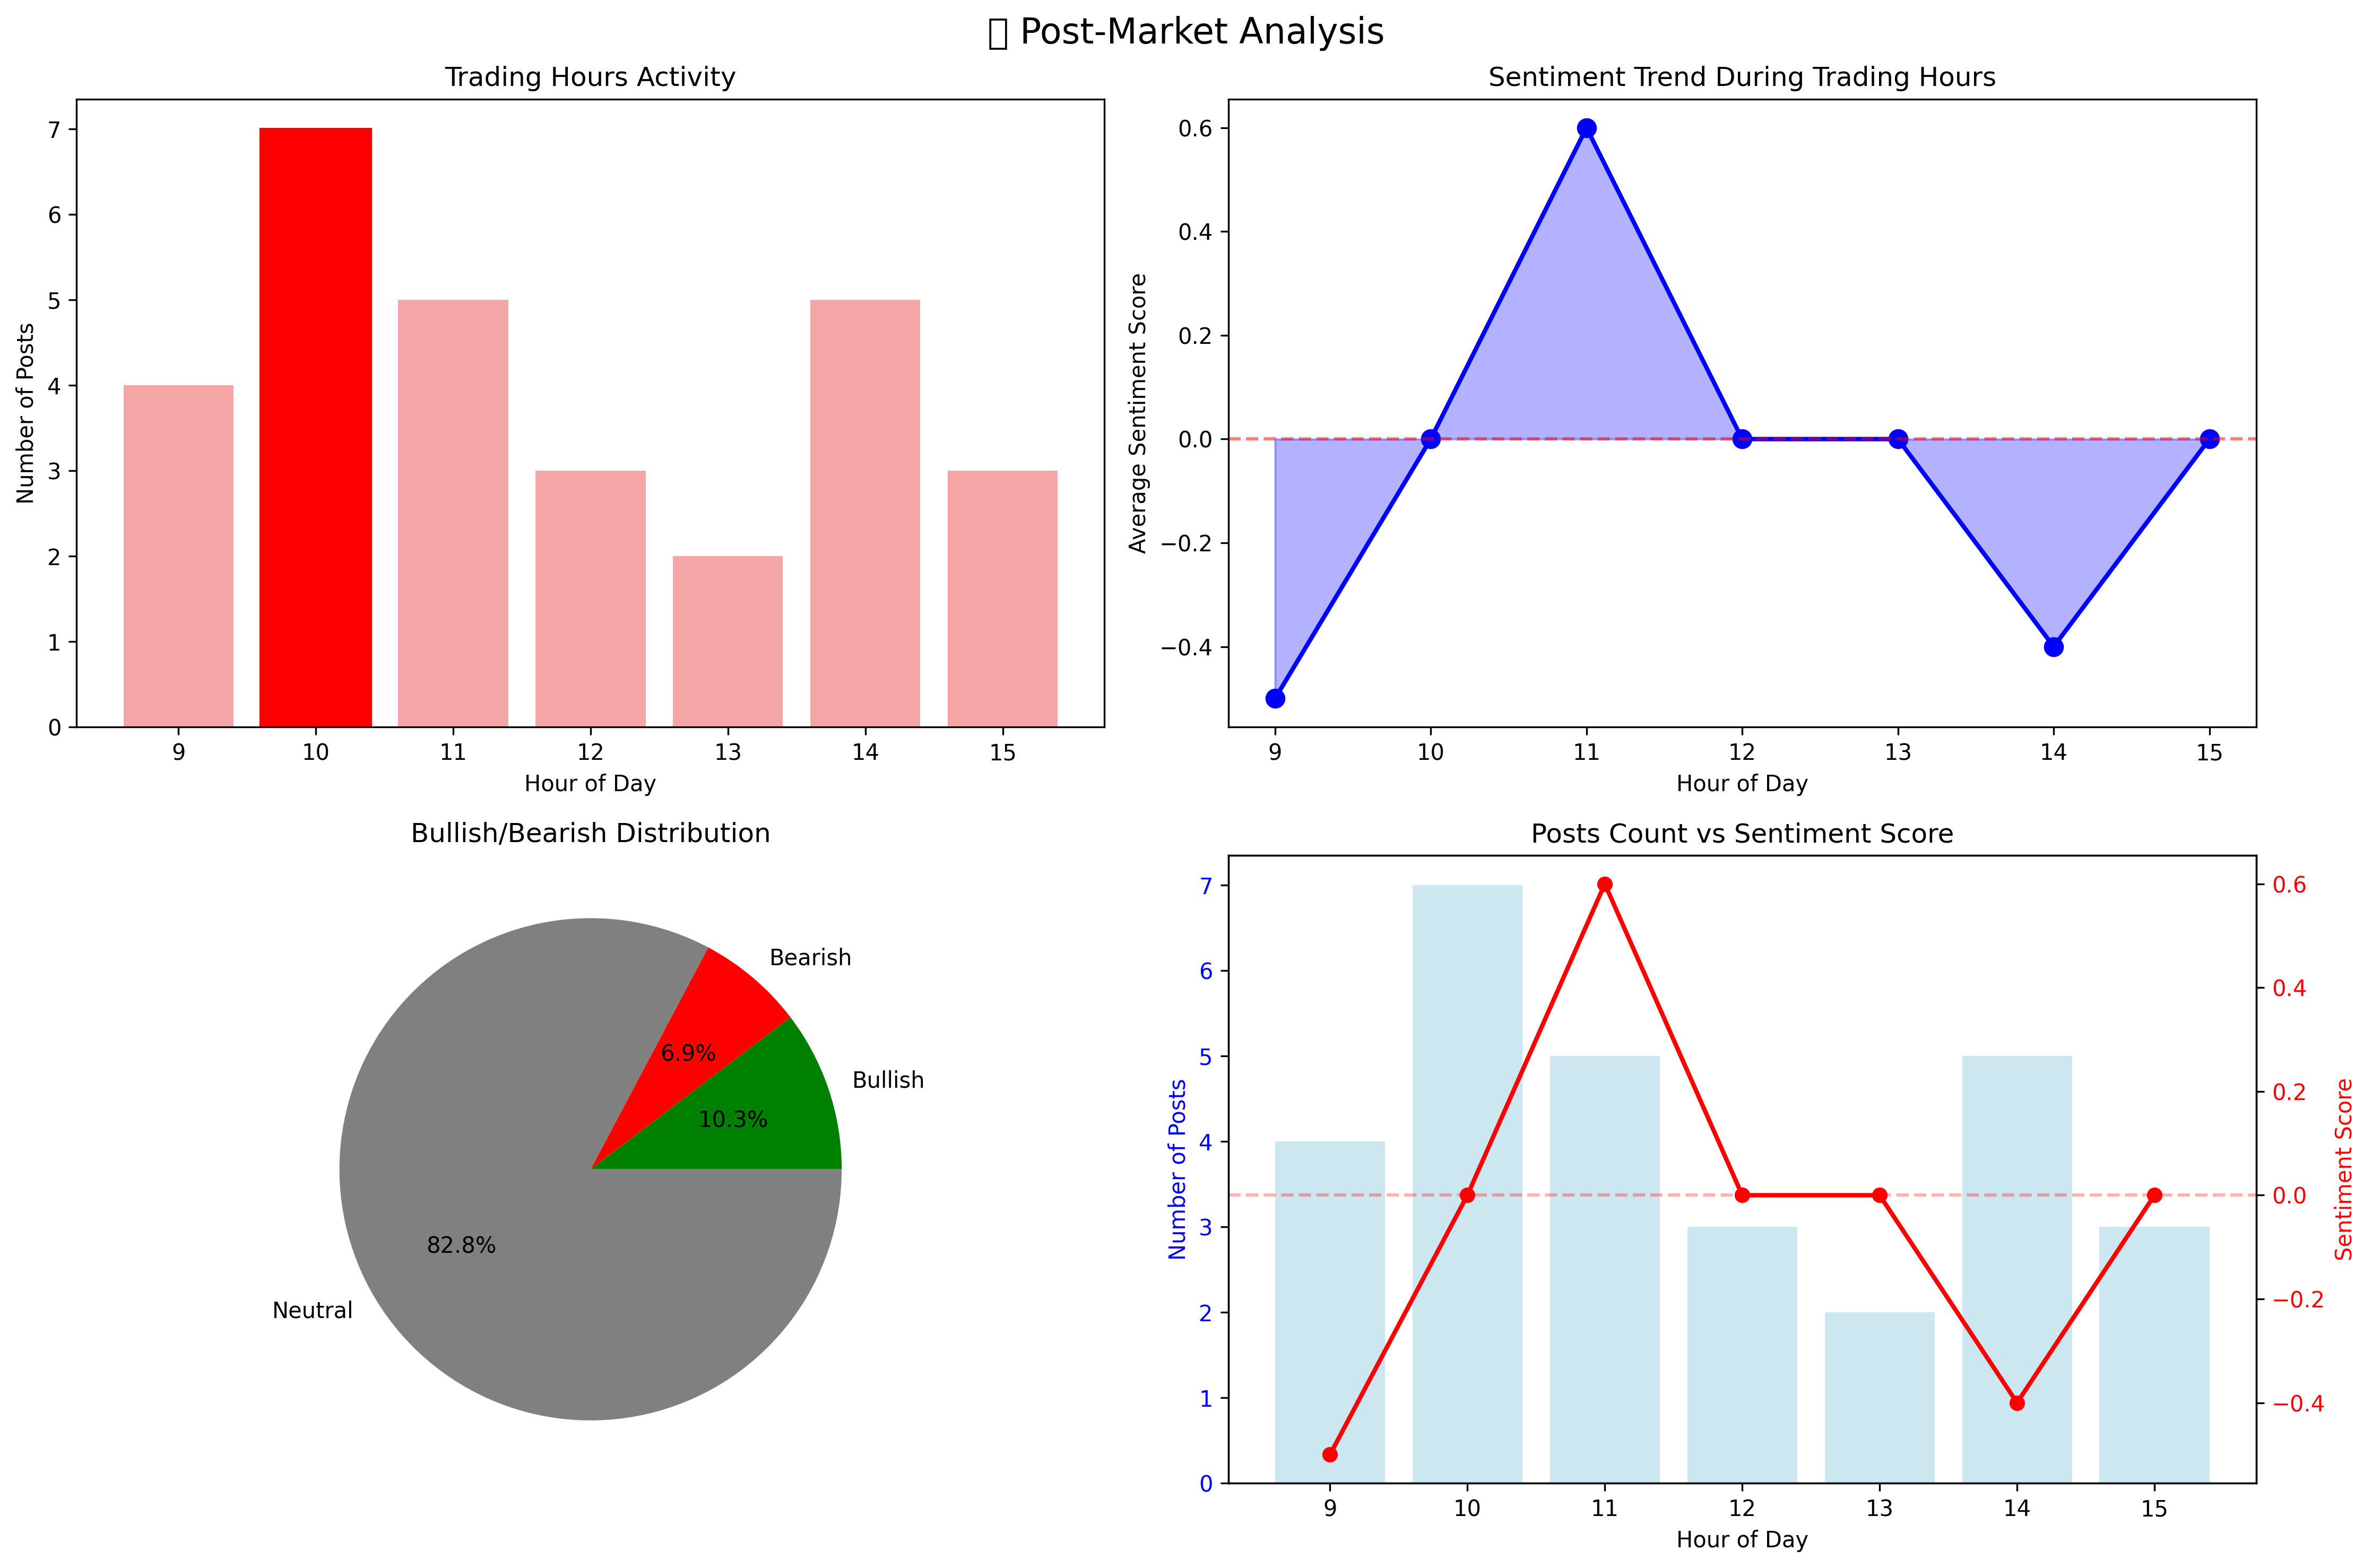 Post-Market Analysis
Trading Hours Activity
Number of Posts
7
6
5
4
3
2
1
0
9 10 11 12 13 14 15
Hour of Day
Sentiment Trend During Trading Hours
Average Sentiment Score
0.6
0.4
0.2
0.0
−0.2
−0.4
9 10 11 12 13 14 15
Hour of Day
Bullish/Bearish Distribution
Bearish
6.9%
Bullish
10.3%
82.8%
Neutral
Posts Count vs Sentiment Score
Number of Posts
7
6
5
4
3
2
1
0
0.6
0.4
0.2
0.0
−0.2
−0.4
Sentiment Score
9 10 11 12 13 14 15
Hour of Day